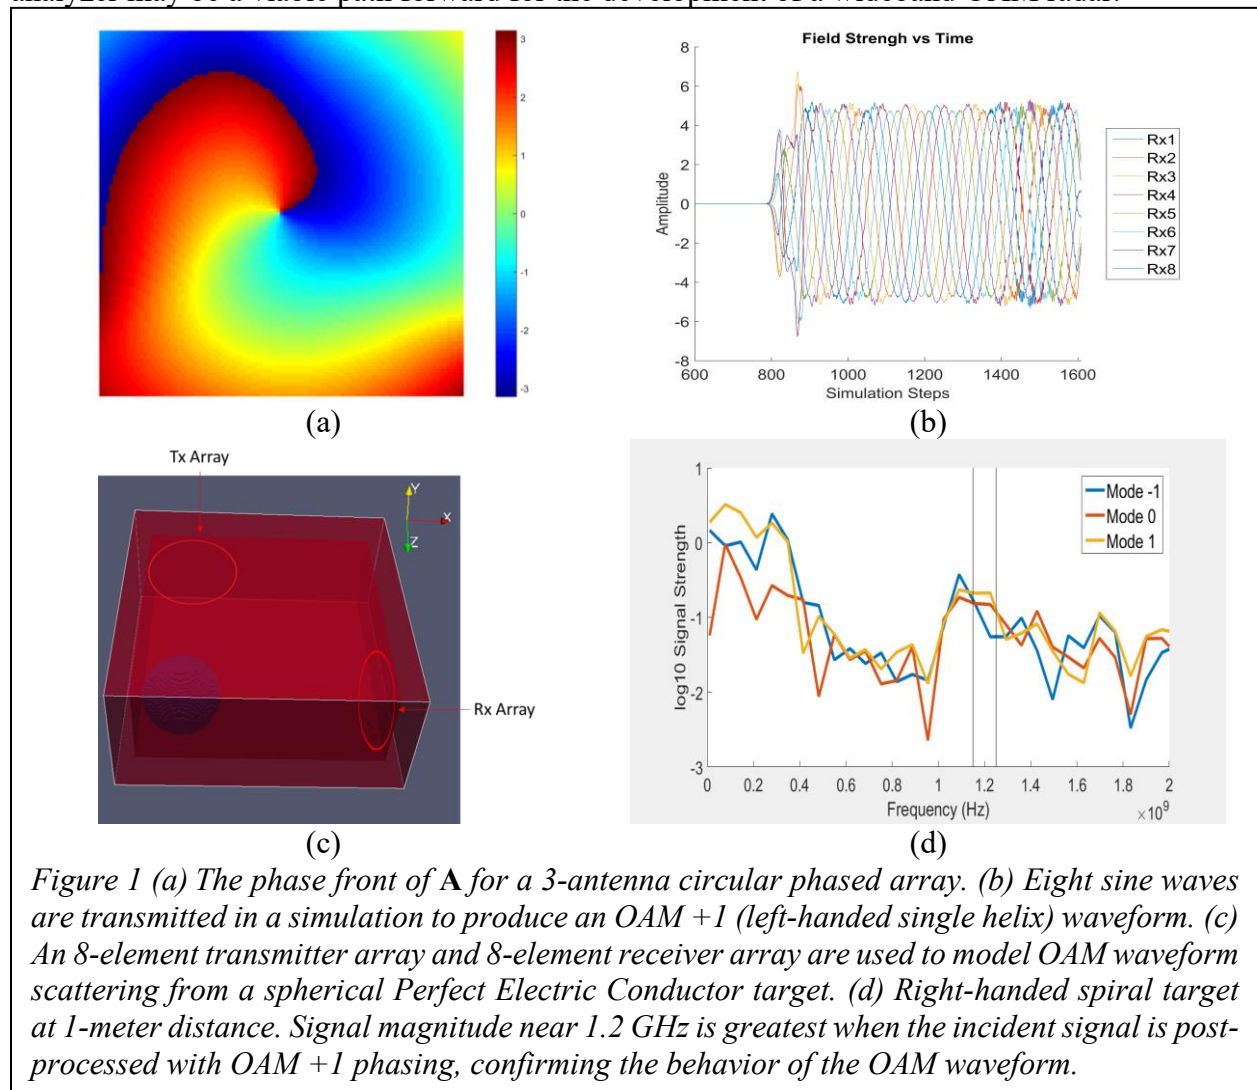 analyzer may be a viable path forward for the development of a wideband OAM radar.
3
2
1
0
-1
-2
-3
(a)
Field Strengh vs Time
8
6
4
2
0
-2
-4
-6
-8
Amplitude
600 800 1000 1200 1400 1600
Simulation Steps
Rx1
Rx2
Rx3
Rx4
Rx5
Rx6
Rx7
Rx8
(b)
Tx Array
Y
X
Z
Rx Array
(c)
1
0
-1
-2
-3
log10 Signal Strength
0 0.2 0.4 0.6 0.8 1 1.2 1.4 1.6 1.8 2
Frequency (Hz)
×10^9
Mode -1
Mode 0
Mode 1
(d)
Figure 1 (a) The phase front of A for a 3-antenna circular phased array. (b) Eight sine waves
are transmitted in a simulation to produce an OAM +1 (left-handed single helix) waveform. (c)
An 8-element transmitter array and 8-element receiver array are used to model OAM waveform
scattering from a spherical Perfect Electric Conductor target. (d) Right-handed spiral target
at 1-meter distance. Signal magnitude near 1.2 GHz is greatest when the incident signal is post-
processed with OAM +1 phasing, confirming the behavior of the OAM waveform.